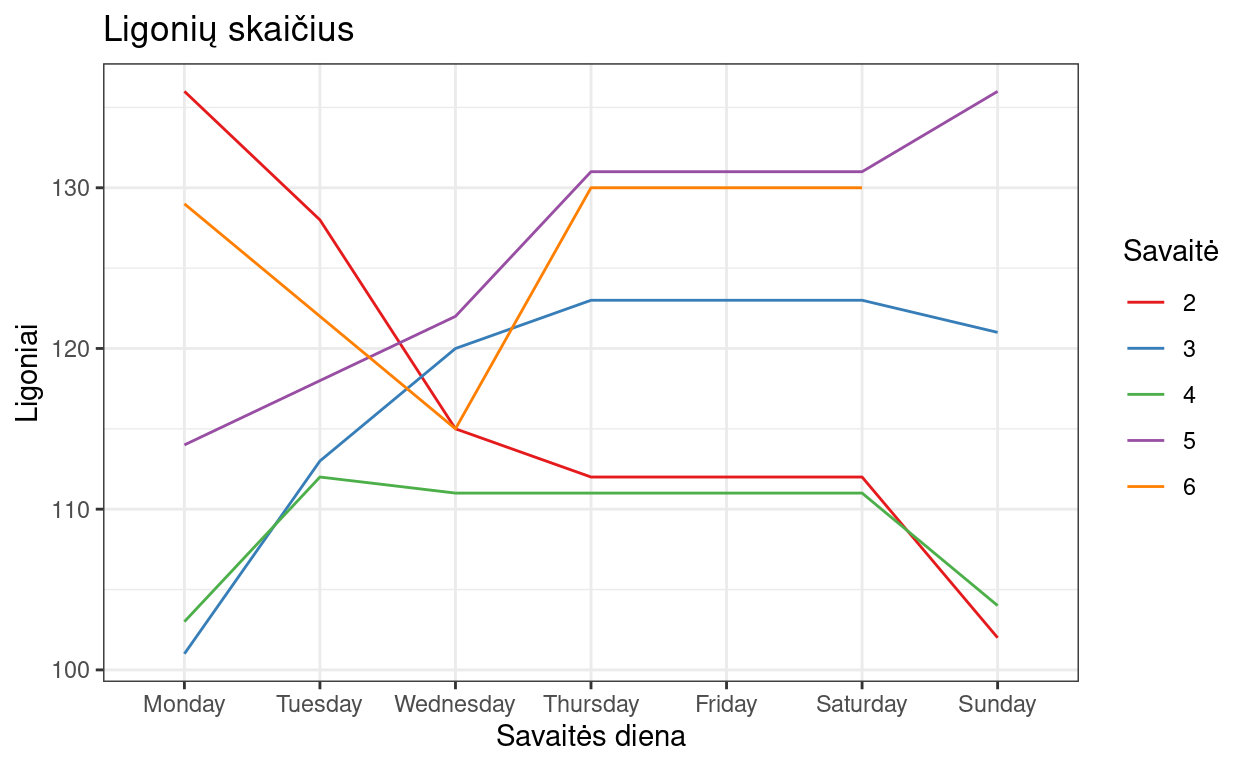 Ligonių skaičius
Ligoniai
130
120
110
100
Monday Tuesday Wednesday Thursday Friday Saturday Sunday
Savaitės diena
Savaitė
2
3
4
5
6